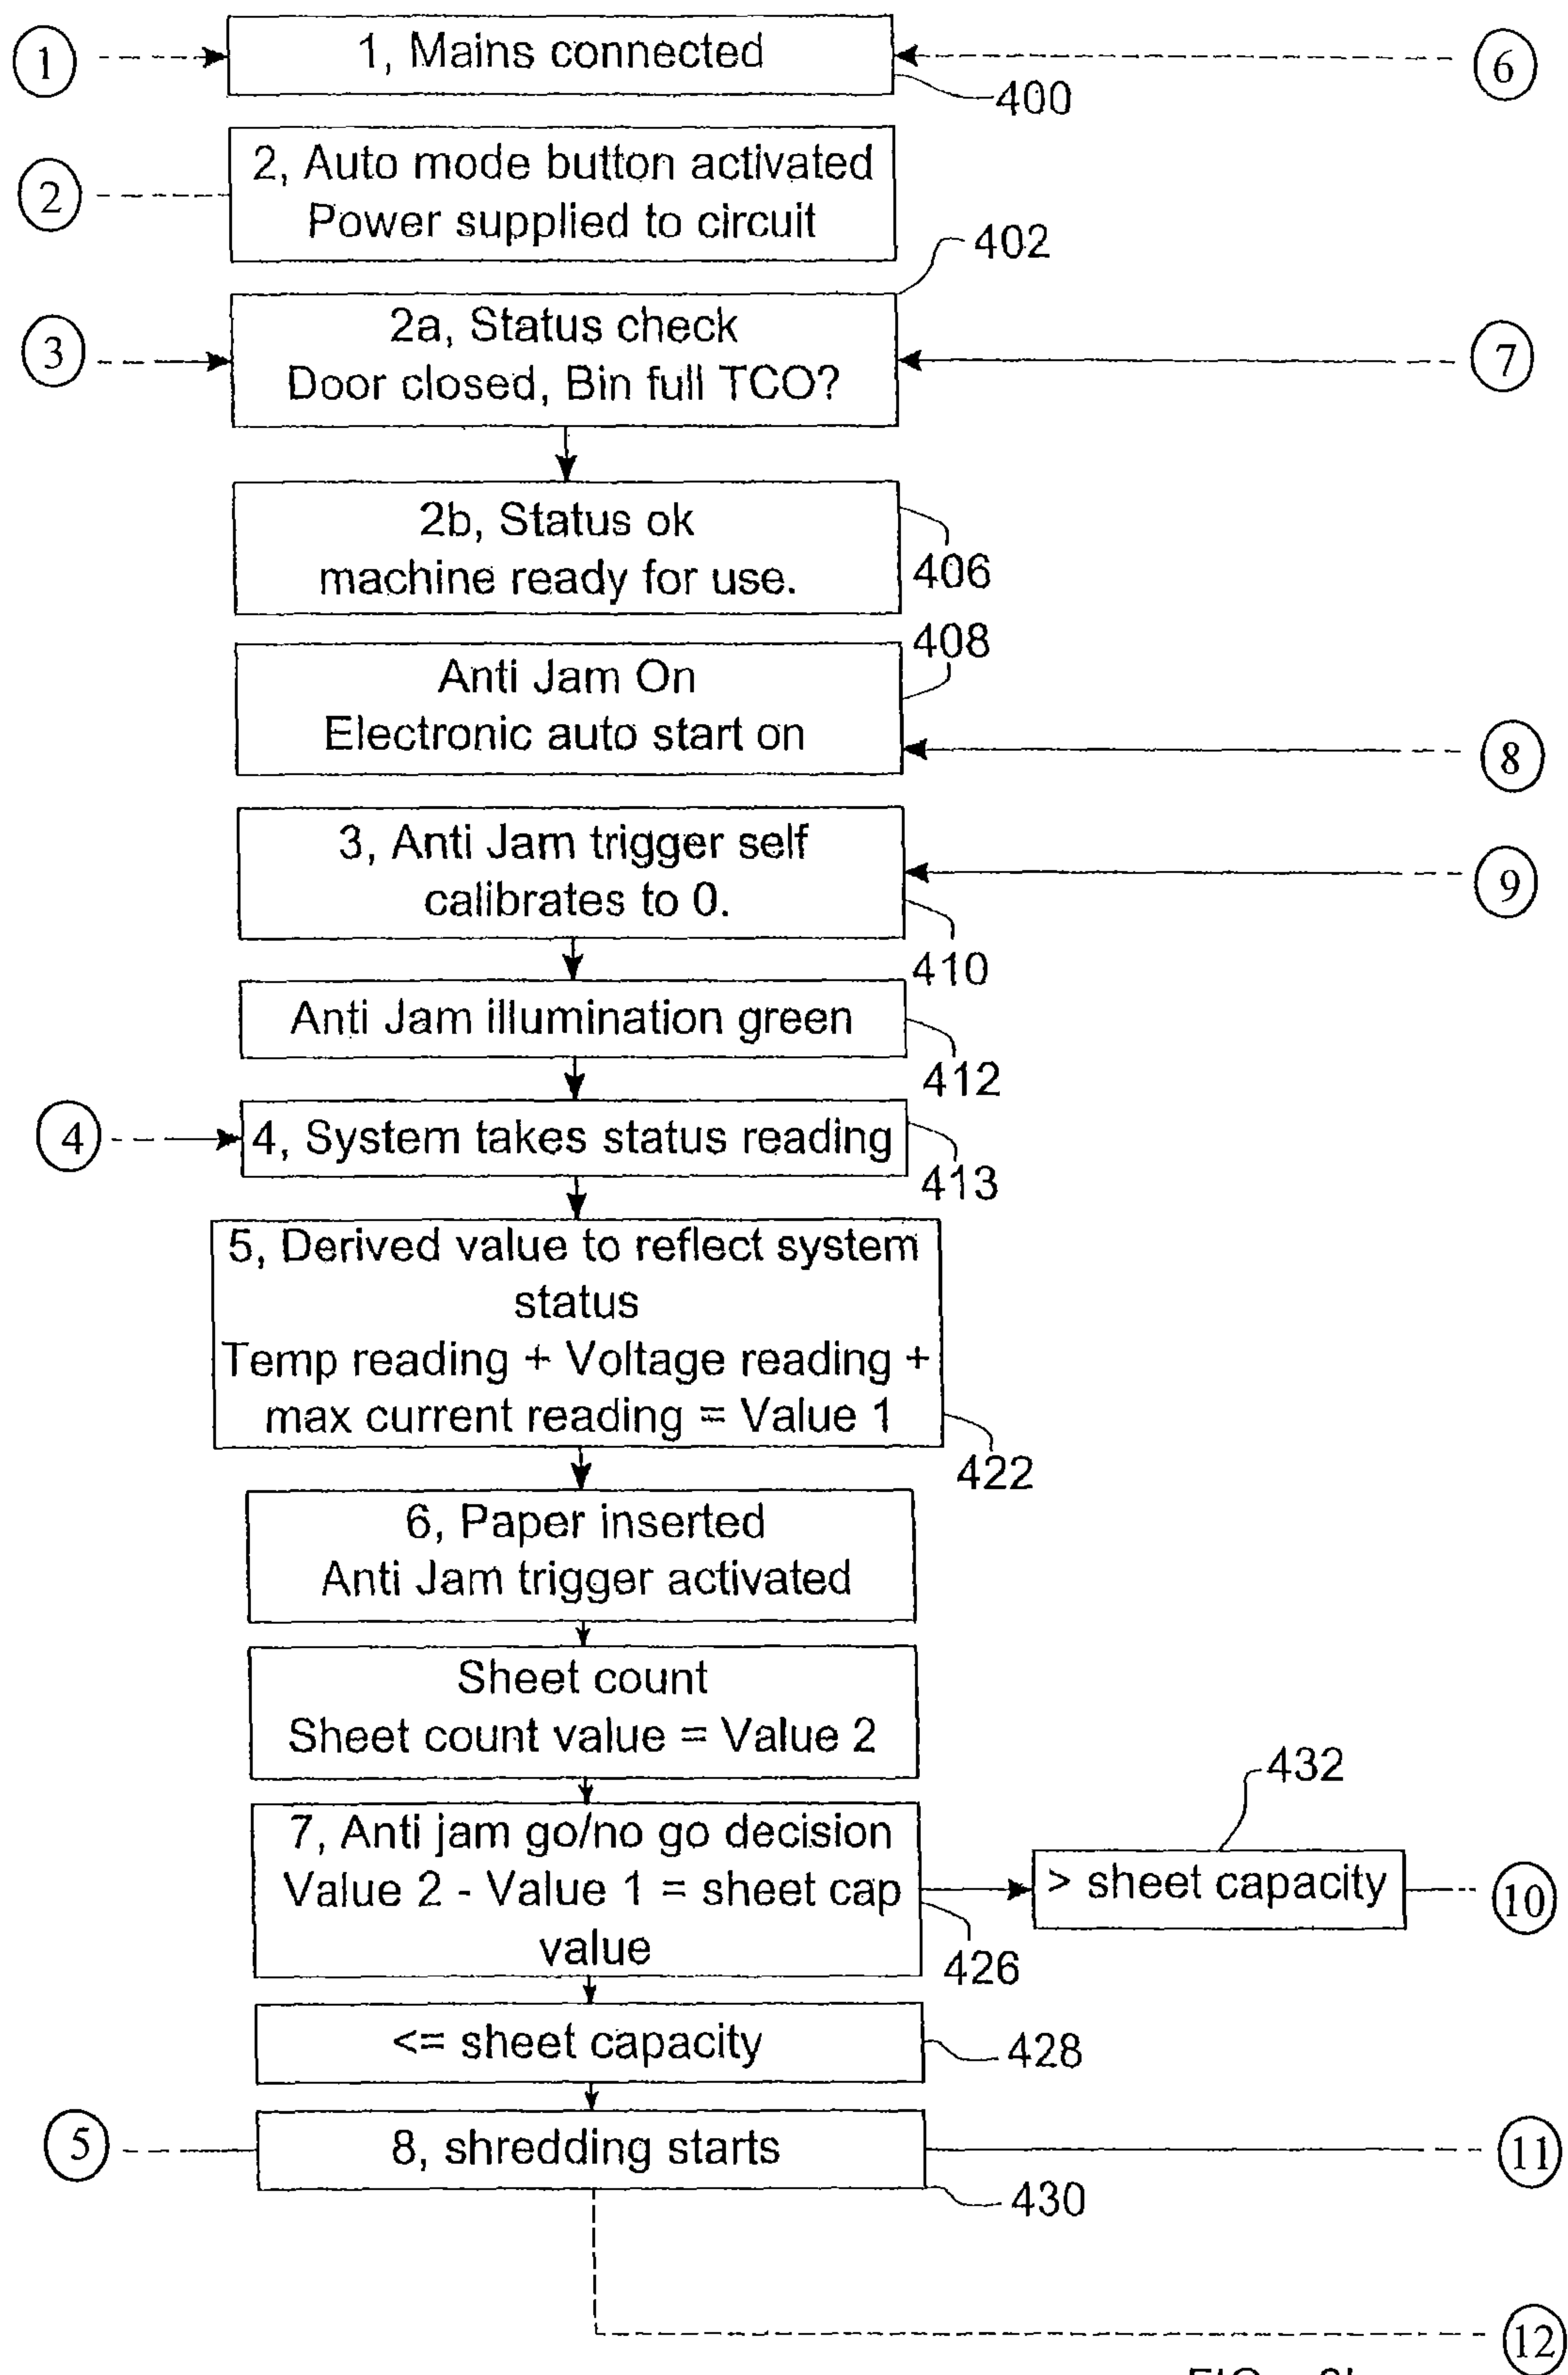 1
1, Mains connected
6
400
2
2, Auto mode button activated
Power supplied to circuit
402
3
2a, Status check
Door closed, Bin full TCO?
7
2b, Status ok
machine ready for use.
406
408
Anti Jam On
Electronic auto start on
8
3, Anti Jam trigger self
calibrates to 0.
9
410
Anti Jam illumination green
412
4
4, System takes status reading
413
5, Derived value to reflect system
status
Temp reading + Voltage reading +
max current reading = Value 1
422
6, Paper inserted
Anti Jam trigger activated
Sheet count
Sheet count value = Value 2
432
7, Anti jam go/no go decision
Value 2 - Value 1 = sheet cap
value
> sheet capacity
10
426
<= sheet capacity
428
5
8, shredding starts
11
430
12